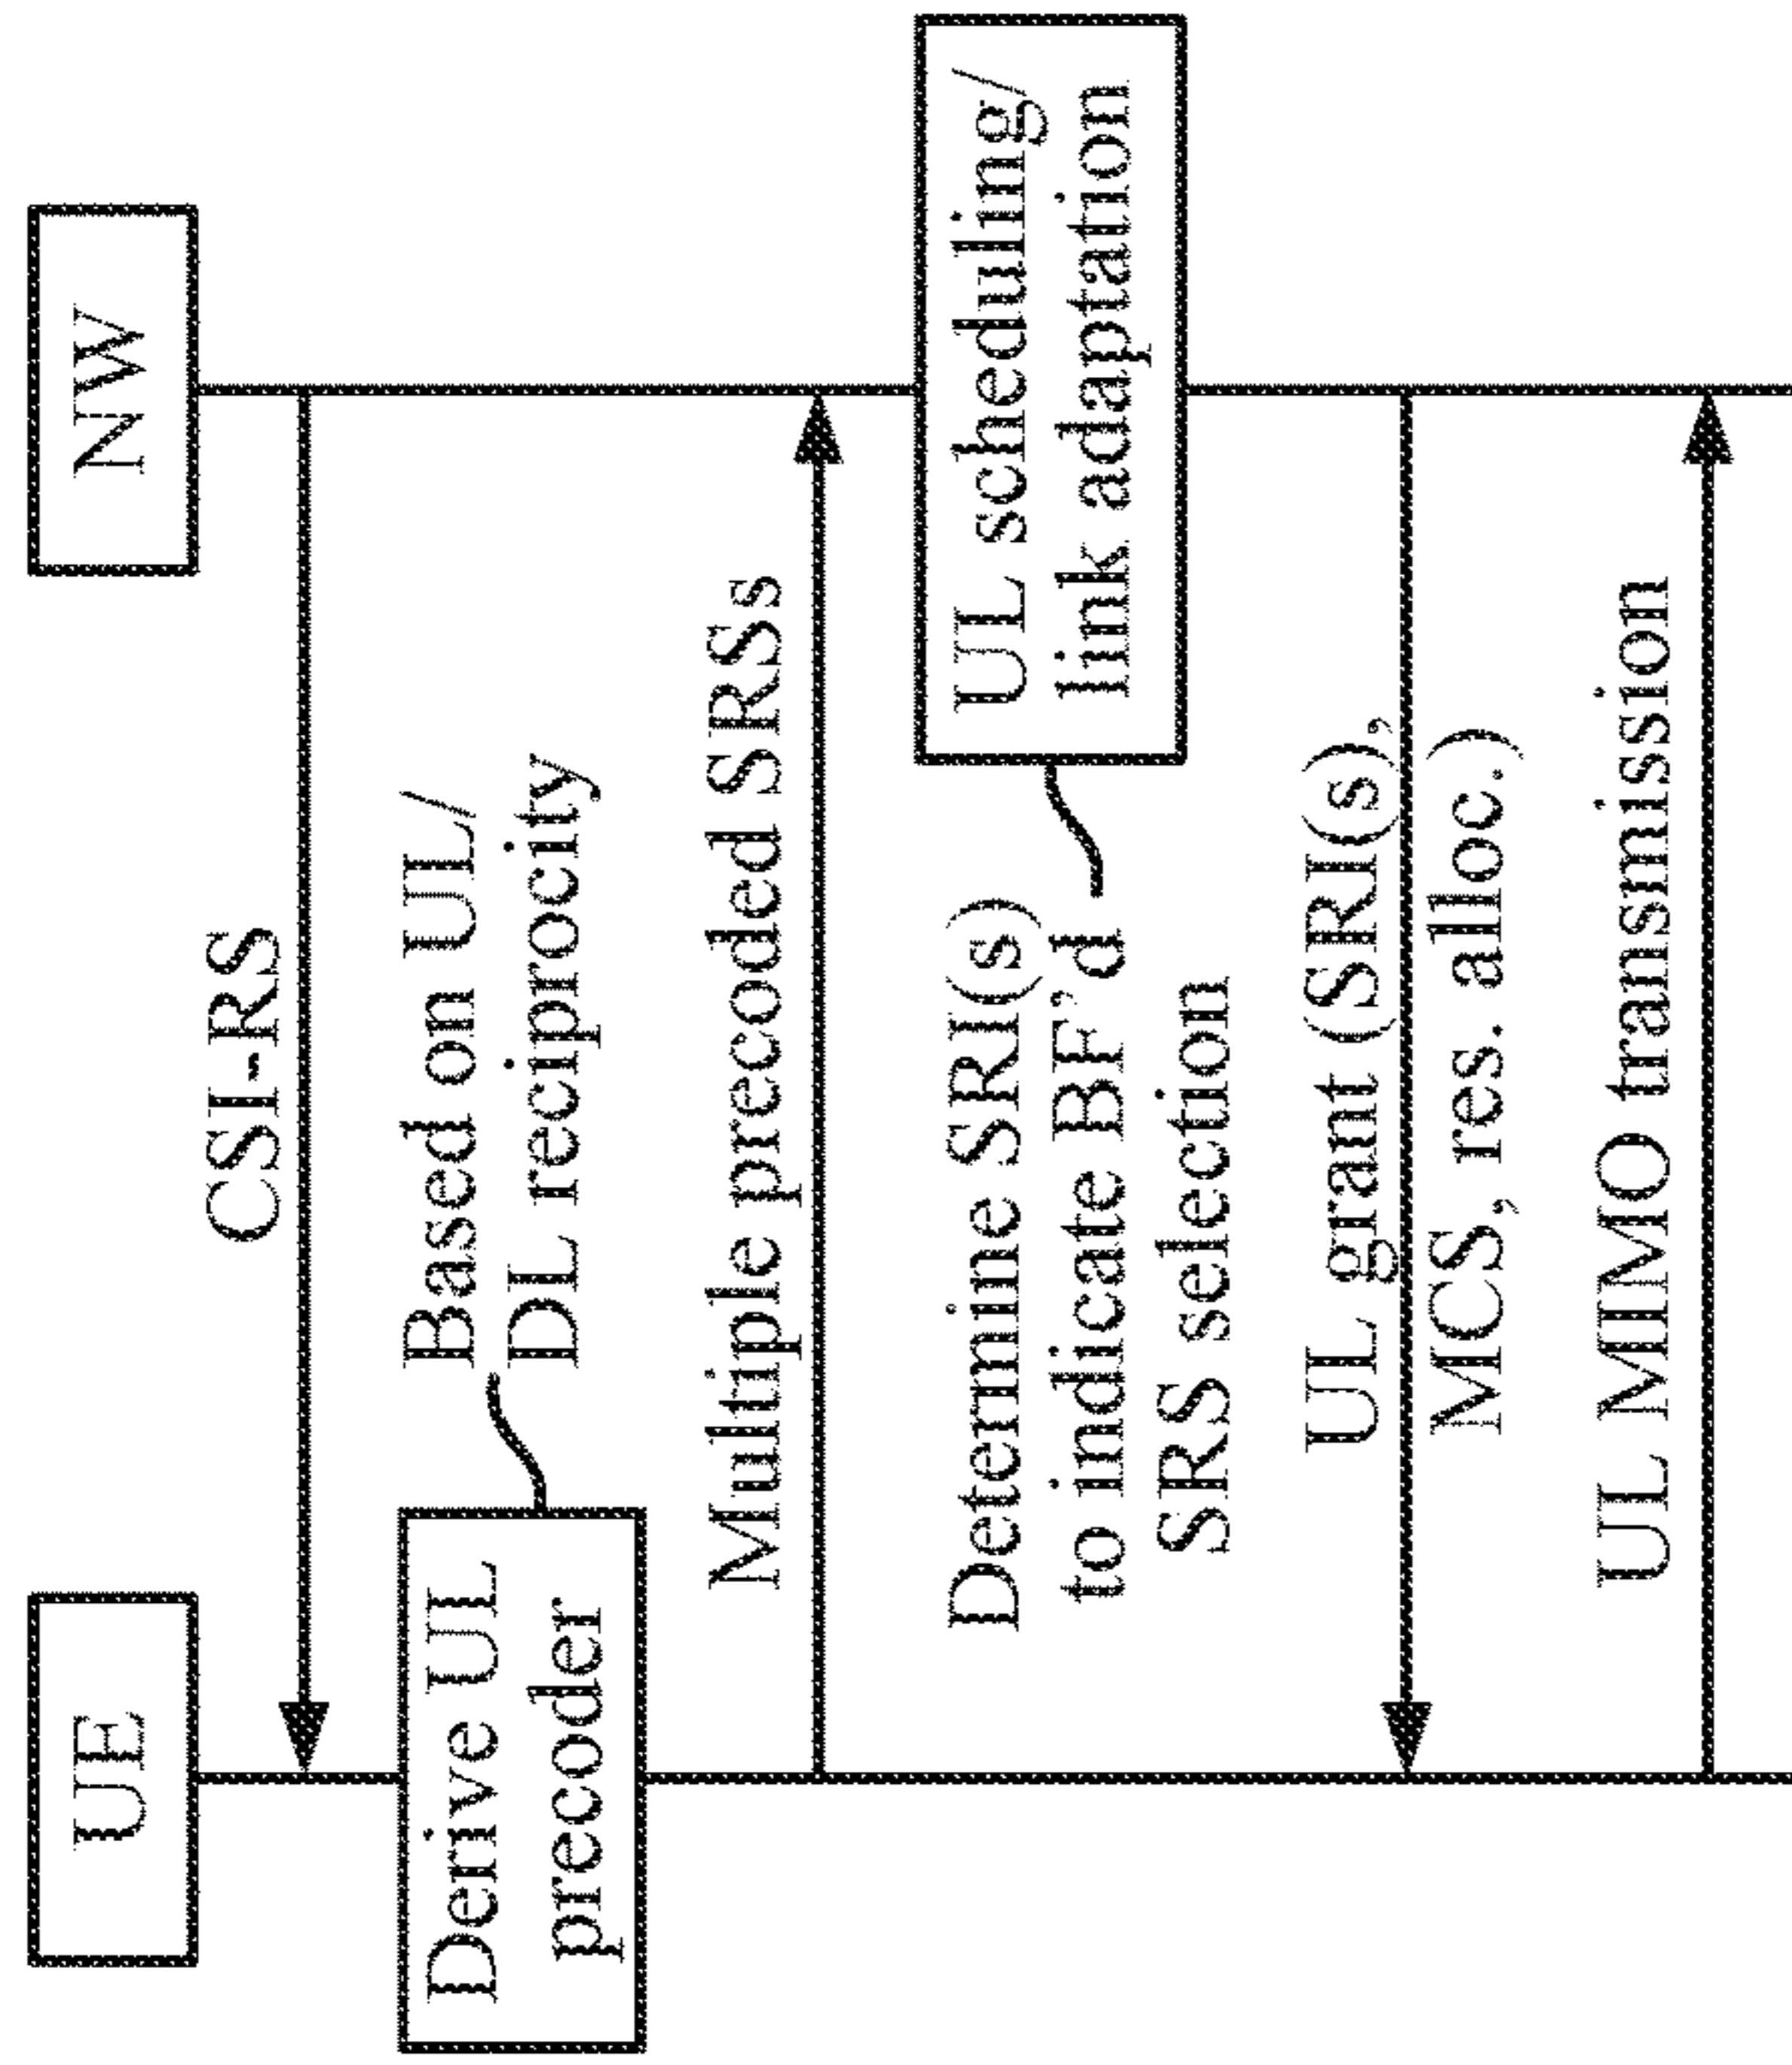 UE
NW
CSI-RS
Derive UL
precoder
Based on UL/
DL reciprocity
Multiple precoded SRSs
Determine SRI(s)
to indicate BF’d
SRS selection
UL scheduling/
link adaptation
UL grant (SRI(s),
MCS, res. alloc.)
UL MIMO transmission